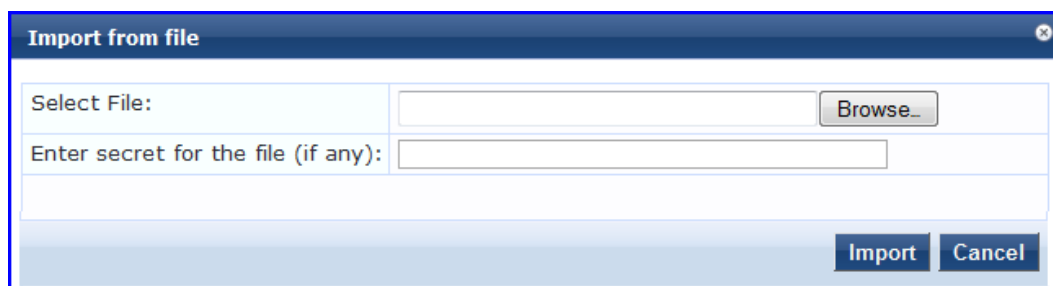 Import from file
Select File:
Browse...
Enter secret for the file (if any):
Import Cancel